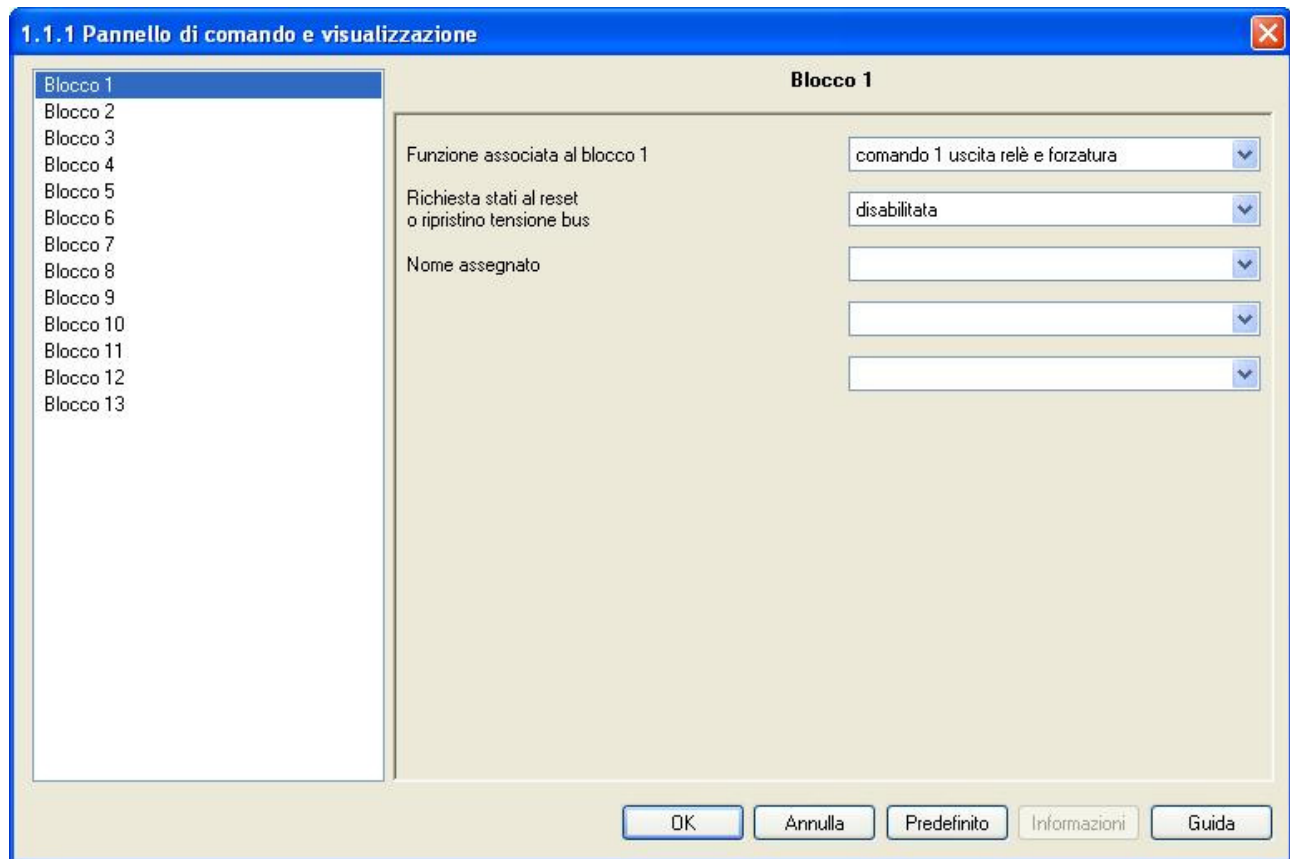 1.1.1 Pannello di comando e visualizzazione
Blocco 1
Blocco 2
Blocco 3
Blocco 4
Blocco 5
Blocco 6
Blocco 7
Blocco 8
Blocco 9
Blocco 10
Blocco 11
Blocco 12
Blocco 13
Blocco 1
Funzione associata al blocco 1
comando 1 uscita relè e forzatura
Richiesta stati al reset
o ripristino tensione bus
disabilitata
Nome assegnato
OK
Annulla
Predefinito
Informazioni
Guida